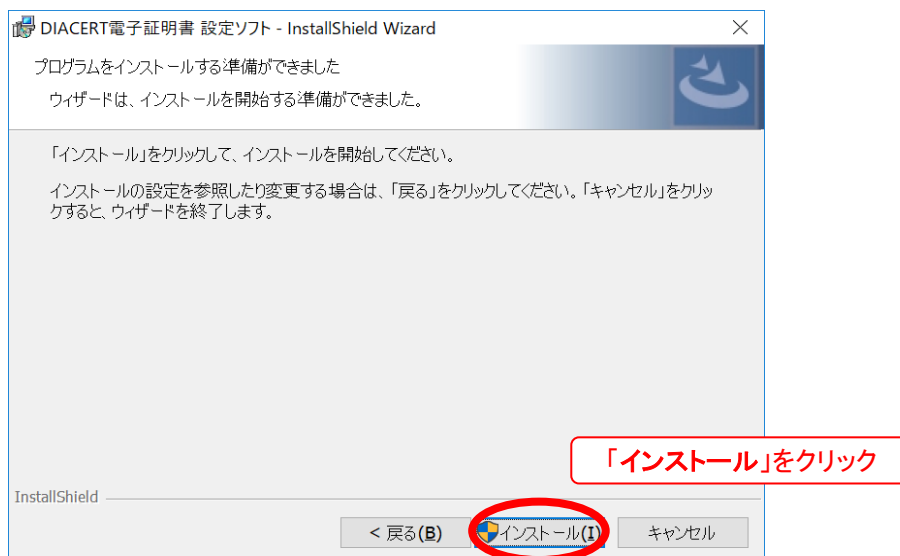 DIACERT電子証明書 設定ソフト - InstallShield Wizard
プログラムをインストールする準備ができました
ウィザードは、インストールを開始する準備ができました。
「インストール」をクリックして、インストールを開始してください。
インストールの設定を参照したり変更する場合は、「戻る」をクリックしてください。「キャンセル」をクリッ
クすると、ウィザードを終了します。
「インストール」をクリック
InstallShield
< 戻る(B) インストール(I) キャンセル